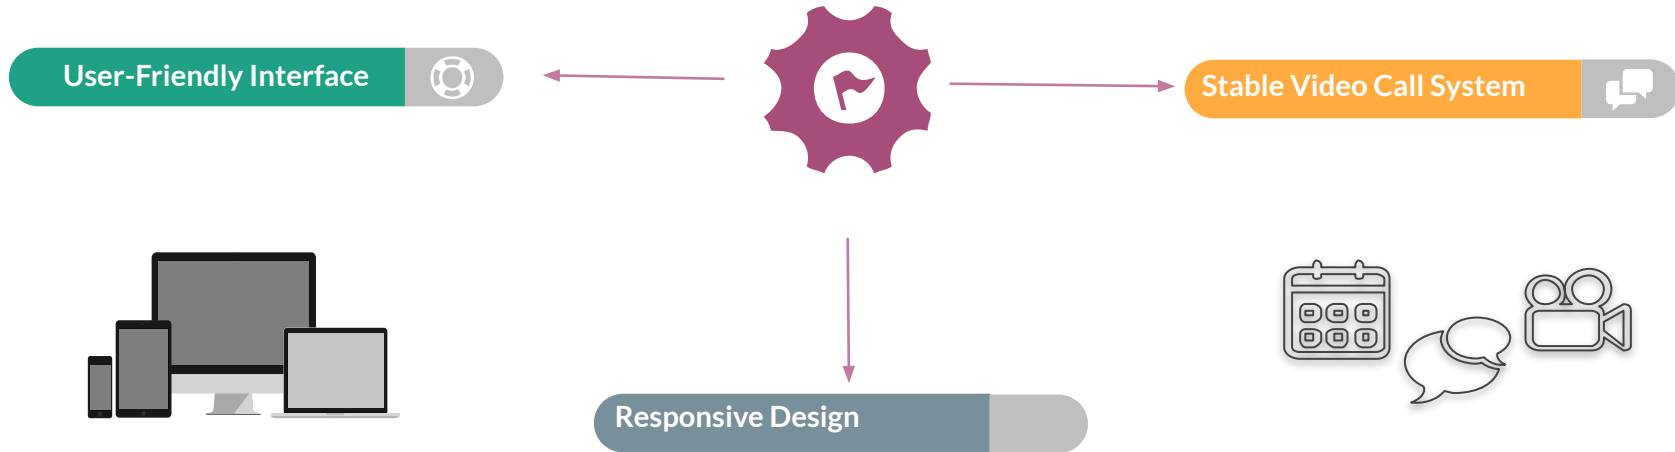 User-Friendly Interface
Stable Video Call System
Responsive Design